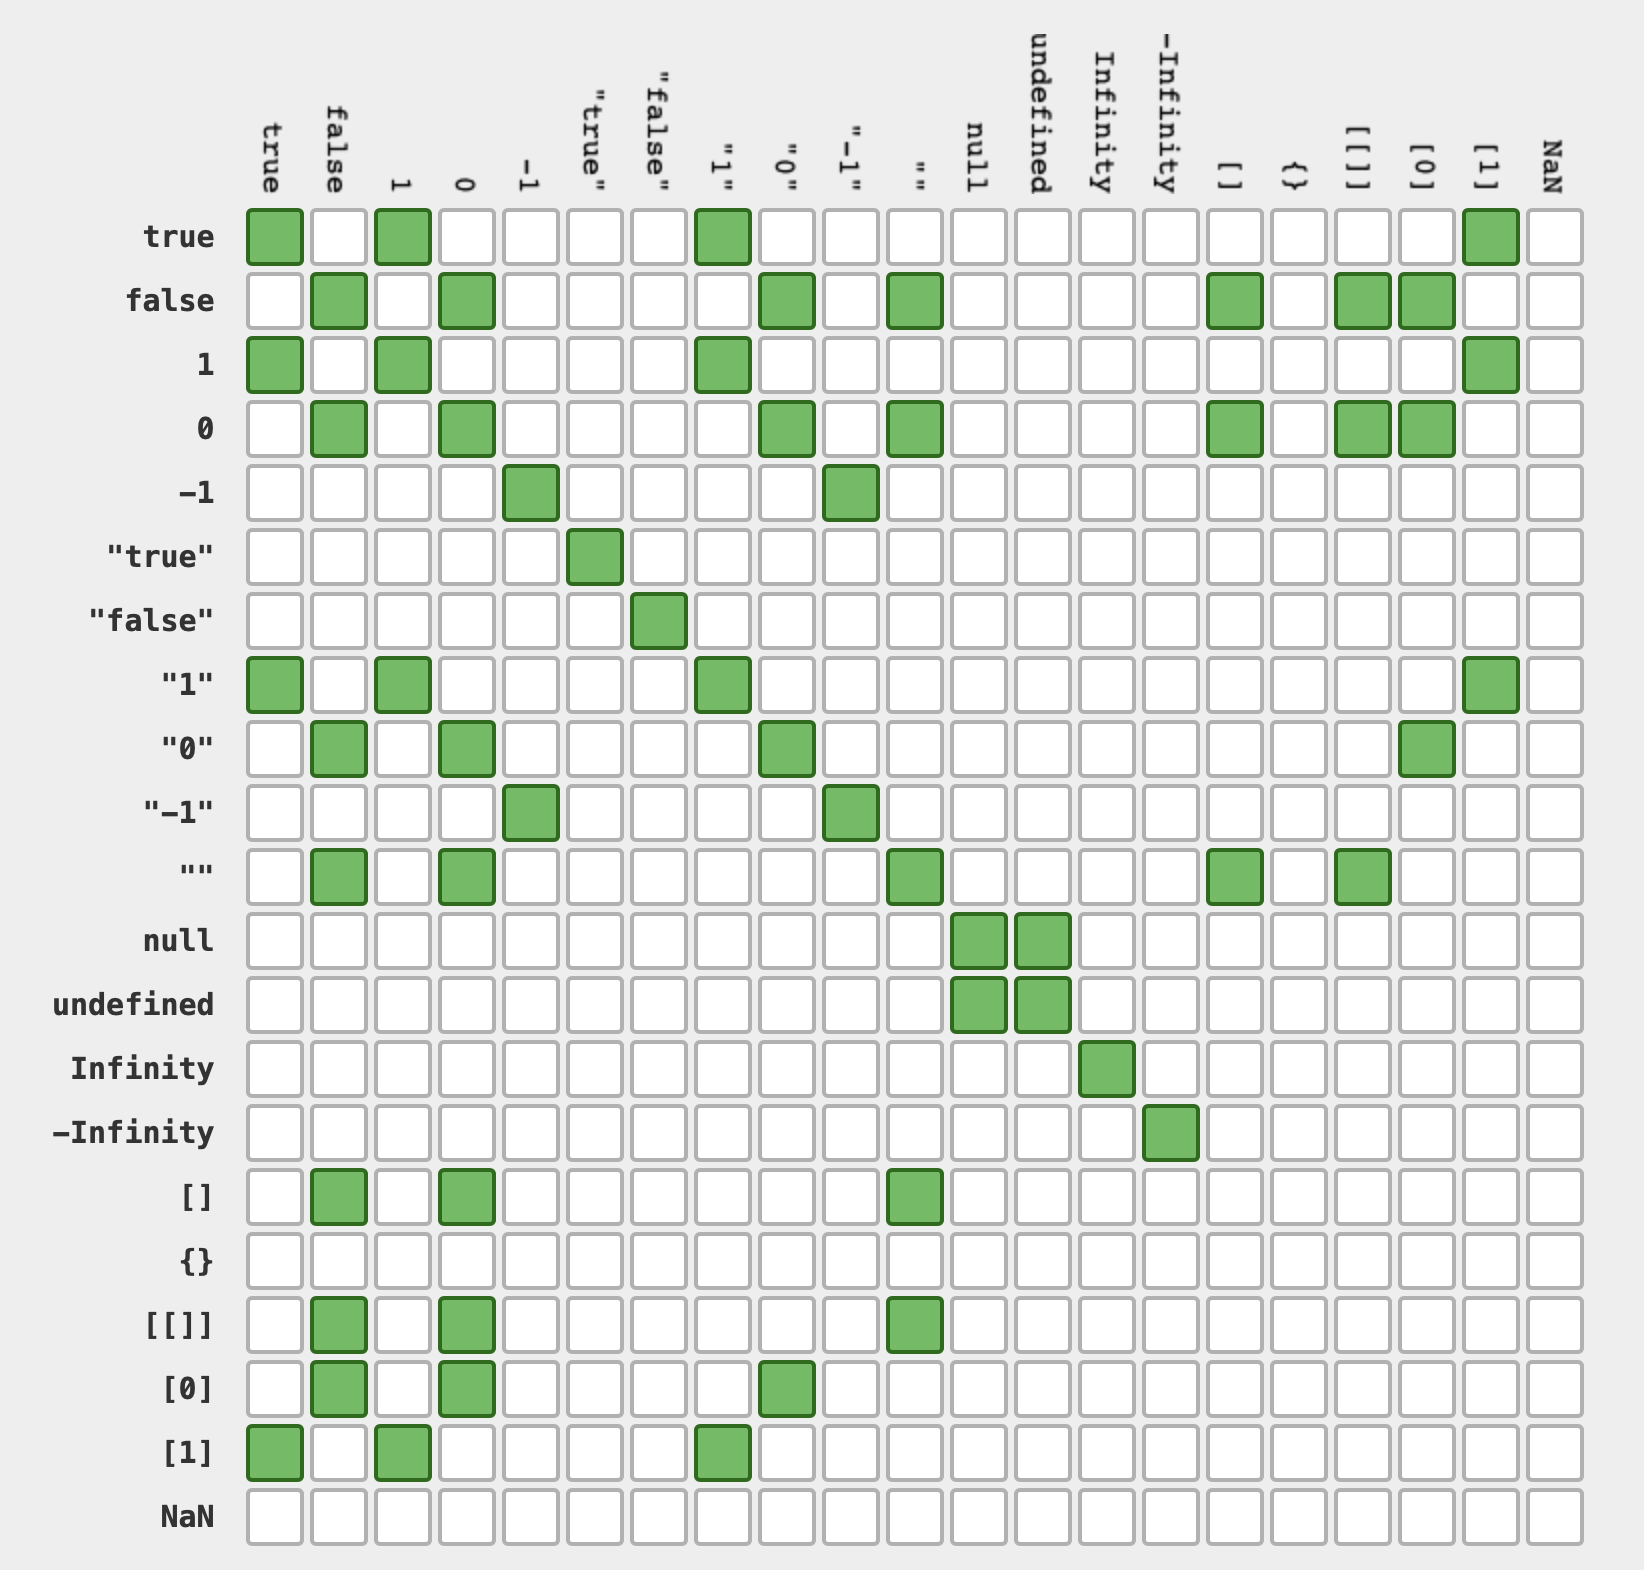 true
false
1
0
-1
"true"
"false"
"1"
"0"
"-1"
""
null
undefined
Infinity
-Infinity
[]
{}
[[]]
[0]
[1]
NaN
true
false
1
0
-1
"true"
"false"
"1"
"0"
"-1"
""
null
undefined
Infinity
-Infinity
[]
{}
[[]]
[0]
[1]
NaN